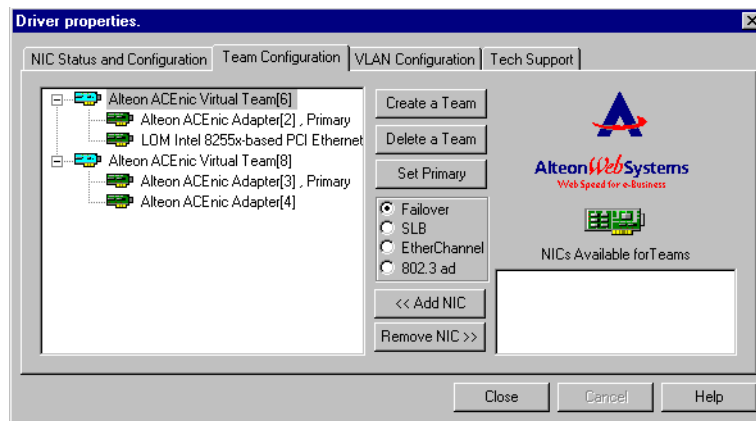 Driver properties.
NIC Status and Configuration
Team Configuration
VLAN Configuration
Tech Support
Alteon ACEnic Virtual Team[6]
Alteon ACEnic Adapter[2] , Primary
LOM Intel 8255x-based PCI Ethernet
Alteon ACEnic Virtual Team[8]
Alteon ACEnic Adapter[3] , Primary
Alteon ACEnic Adapter[4]
Create a Team
Delete a Team
Set Primary
Failover
SLB
EtherChannel
802.3 ad
<< Add NIC
Remove NIC >>
Alteon WebSystems
Web Speed for e-Business
NICs Available forTeams
Close
Cancel
Help